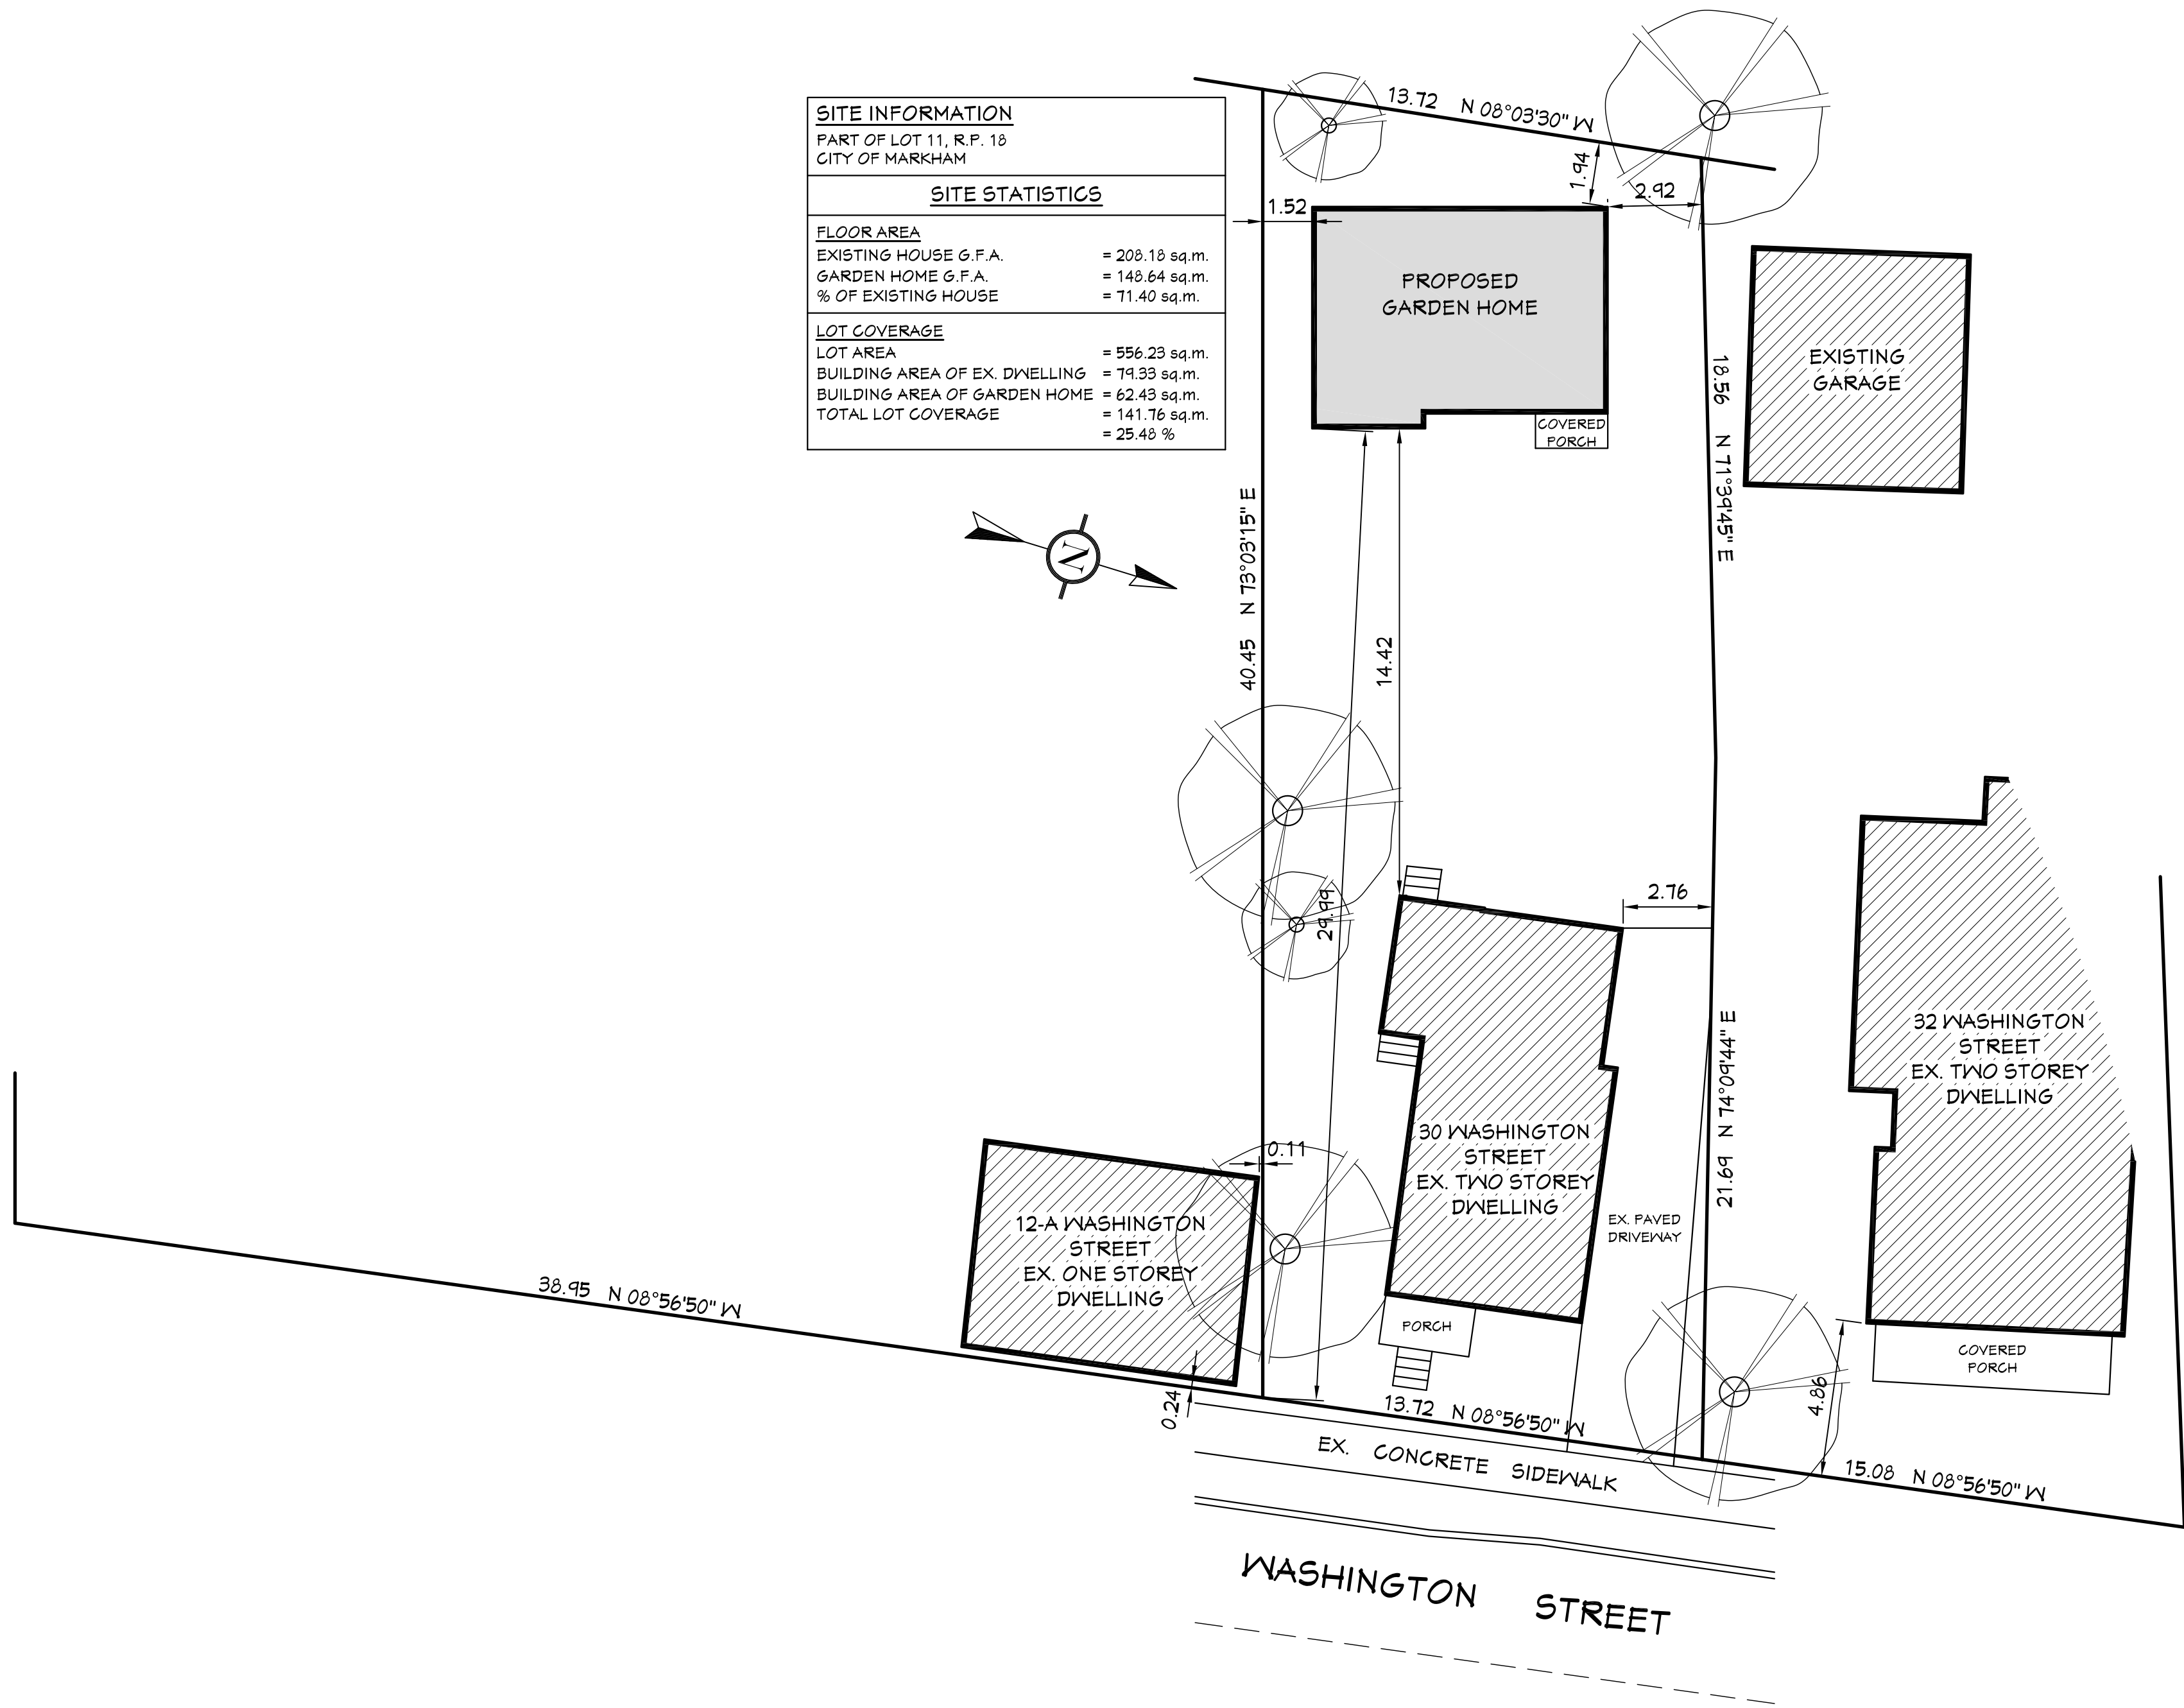 SITE INFORMATION
PART OF LOT 11, R.P. 18
CITY OF MARKHAM
SITE STATISTICS
FLOOR AREA
EXISTING HOUSE G.F.A. = 208.18 sq.m.
GARDEN HOME G.F.A. = 148.64 sq.m.
% OF EXISTING HOUSE = 71.40 sq.m.
LOT COVERAGE
LOT AREA = 556.23 sq.m.
BUILDING AREA OF EX. DWELLING = 79.33 sq.m.
BUILDING AREA OF GARDEN HOME = 62.43 sq.m.
TOTAL LOT COVERAGE = 141.76 sq.m.
= 25.48 %
13.72 N 08°03'30" W
1.94
2.92
1.52
PROPOSED
GARDEN HOME
COVERED
PORCH
EXISTING
GARAGE
18.56 N 71°39'45" E
N
40.45 N 73°03'15" E
14.42
29.99
2.76
32 WASHINGTON
STREET
EX. TWO STOREY
DWELLING
21.69 N 74°09'44" E
0.11
30 WASHINGTON
STREET
EX. TWO STOREY
DWELLING
EX. PAVED
DRIVEWAY
12-A WASHINGTON
STREET
EX. ONE STOREY
DWELLING
38.95 N 08°56'50" W
PORCH
COVERED
PORCH
4.86
0.24
13.72 N 08°56'50" W
15.08 N 08°56'50" W
EX. CONCRETE SIDEWALK
WASHINGTON STREET